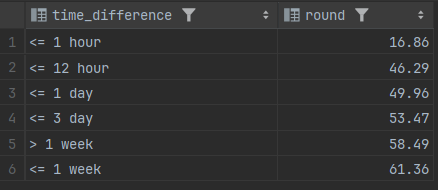 time_difference round
1 <= 1 hour 16.86
2 <= 12 hour 46.29
3 <= 1 day 49.96
4 <= 3 day 53.47
5 > 1 week 58.49
6 <= 1 week 61.36